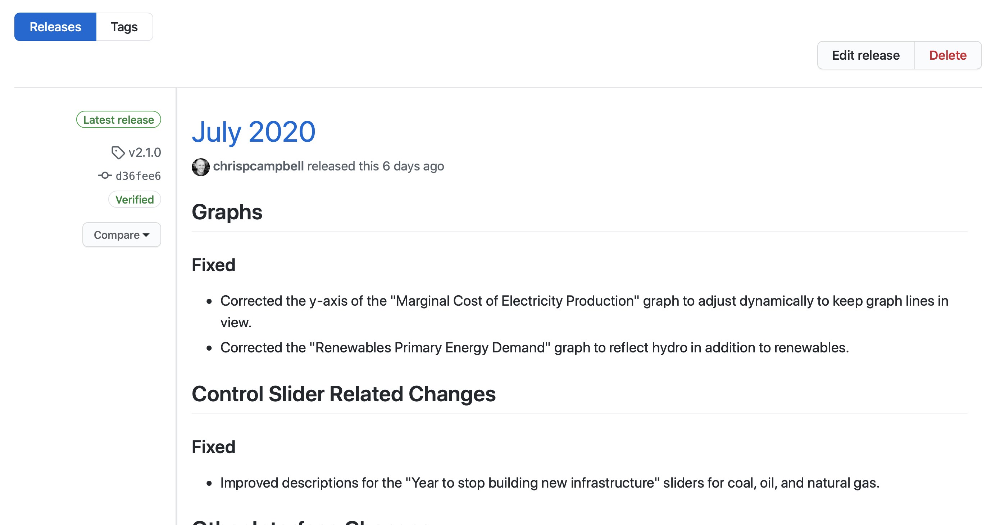 Releases
Tags
Edit release
Delete
Latest release
v2.1.0
d36fee6
Verified
Compare
July 2020
chrispcampbell released this 6 days ago
Graphs
Fixed
Corrected the y-axis of the "Marginal Cost of Electricity Production" graph to adjust dynamically to keep graph lines in
view.
Corrected the "Renewables Primary Energy Demand" graph to reflect hydro in addition to renewables.
Control Slider Related Changes
Fixed
Improved descriptions for the "Year to stop building new infrastructure" sliders for coal, oil, and natural gas.
Other Interface Changes